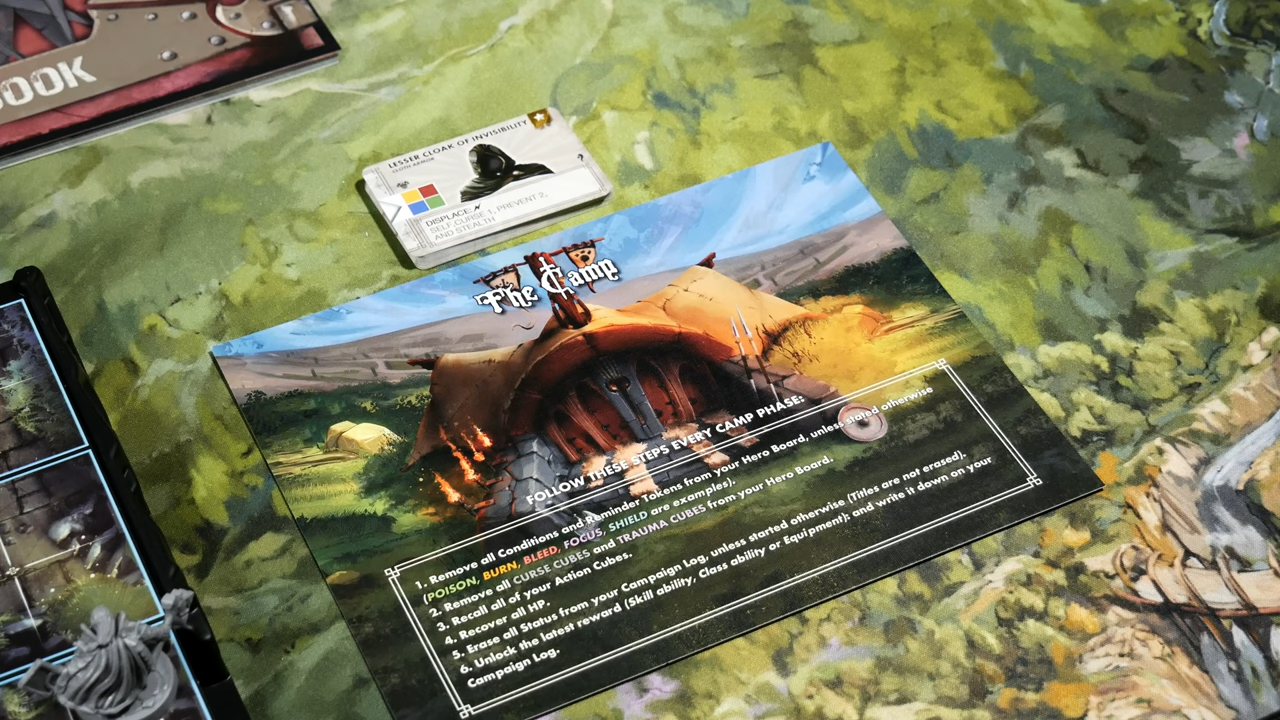 OOK
LESSER CLOAK OF INVISIBILITY
CLOTH ARMOR
?
DISPLACE:
SELF CURSE 1, PREVENT 2,
AND STEALTH
The Camp
FOLLOW THESE STEPS EVERY CAMP PHASE:
1. Remove all Conditions and Reminder Tokens from your Hero Board, unless stated otherwise
(POISON, BURN, BLEED, FOCUS, SHIELD are examples).
2. Remove all CURSE CUBES and TRAUMA CUBES from your Hero Board.
3. Recall all of your Action Cubes.
4. Recover all HP.
5. Erase all Status from your Campaign Log, unless started otherwise (Titles are not erased).
6. Unlock the latest reward (Skill ability, Class ability or Equipment); and write it down on your
Campaign Log.